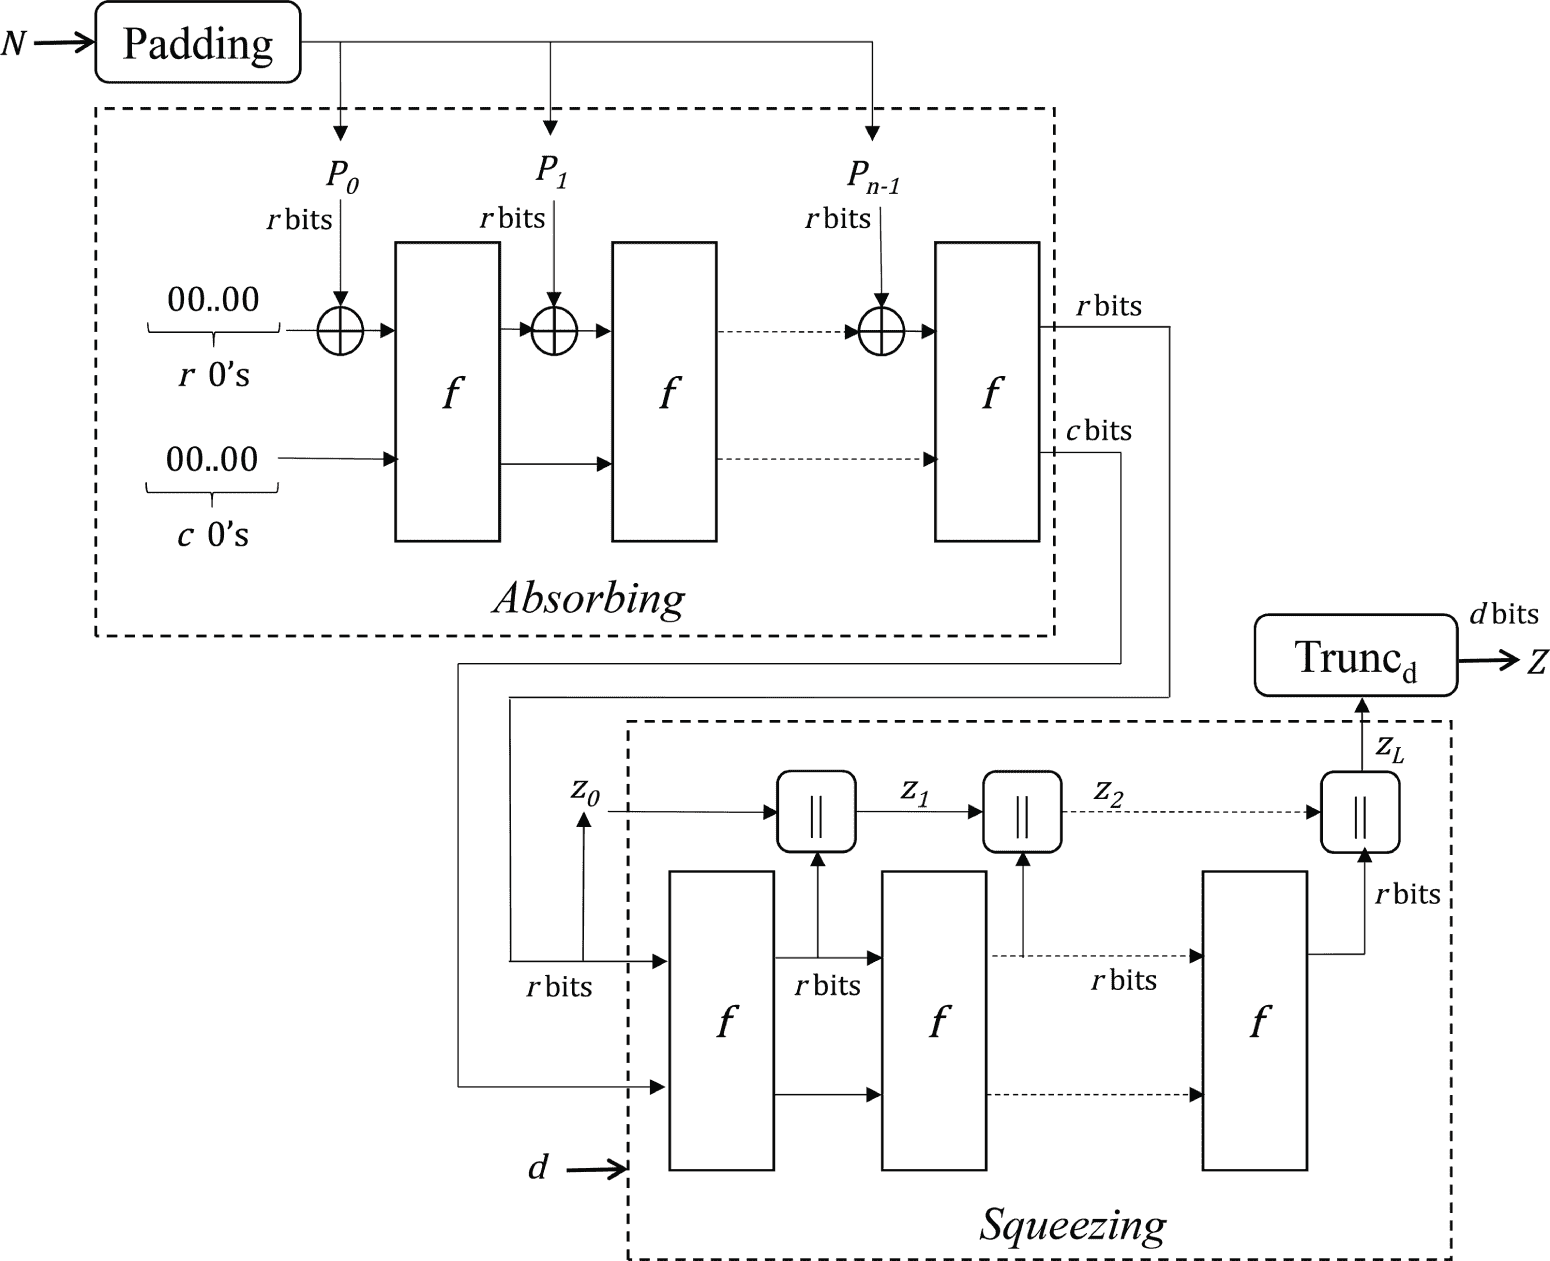 N Padding
P0 P1 Pn-1
r bits r bits r bits
00..00
r 0's
r bits
f f f
c bits
00..00
c 0's
Absorbing
d bits
Truncd Z
zL
z0 || z1 || z2 ||
r bits
r bits r bits r bits
f f f
d
Squeezing